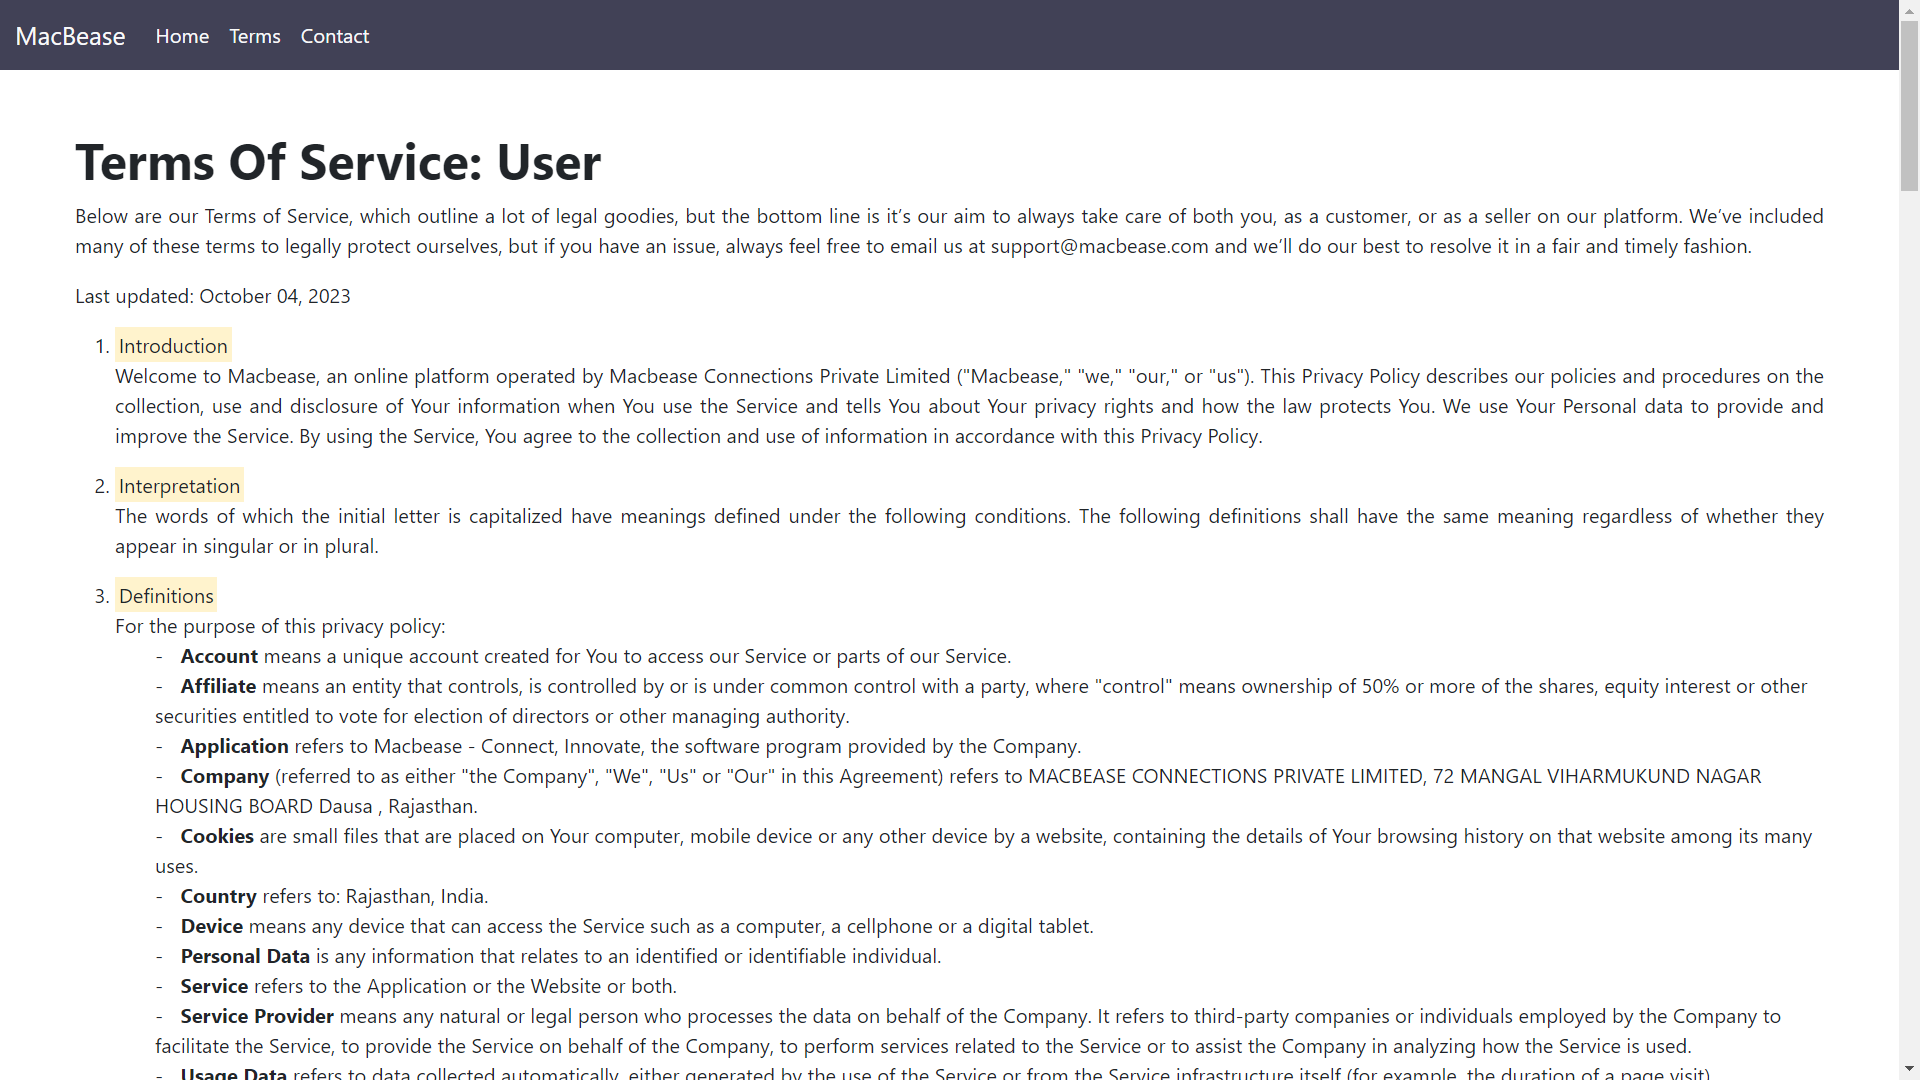 MacBease Home Terms Contact
Terms Of Service: User
Below are our Terms of Service, which outline a lot of legal goodies, but the bottom line is it’s our aim to always take care of both you, as a customer, or as a seller on our platform. We’ve included
many of these terms to legally protect ourselves, but if you have an issue, always feel free to email us at support@macbease.com and we’ll do our best to resolve it in a fair and timely fashion.
Last updated: October 04, 2023
1. Introduction
Welcome to Macbease, an online platform operated by Macbease Connections Private Limited ("Macbease," "we," "our," or "us"). This Privacy Policy describes our policies and procedures on the
collection, use and disclosure of Your information when You use the Service and tells You about Your privacy rights and how the law protects You. We use Your Personal data to provide and
improve the Service. By using the Service, You agree to the collection and use of information in accordance with this Privacy Policy.
2. Interpretation
The words of which the initial letter is capitalized have meanings defined under the following conditions. The following definitions shall have the same meaning regardless of whether they
appear in singular or in plural.
3. Definitions
For the purpose of this privacy policy:
- Account means a unique account created for You to access our Service or parts of our Service.
- Affiliate means an entity that controls, is controlled by or is under common control with a party, where "control" means ownership of 50% or more of the shares, equity interest or other
securities entitled to vote for election of directors or other managing authority.
- Application refers to Macbease - Connect, Innovate, the software program provided by the Company.
- Company (referred to as either "the Company", "We", "Us" or "Our" in this Agreement) refers to MACBEASE CONNECTIONS PRIVATE LIMITED, 72 MANGAL VIHARMUKUND NAGAR
HOUSING BOARD Dausa , Rajasthan.
- Cookies are small files that are placed on Your computer, mobile device or any other device by a website, containing the details of Your browsing history on that website among its many
uses.
- Country refers to: Rajasthan, India.
- Device means any device that can access the Service such as a computer, a cellphone or a digital tablet.
- Personal Data is any information that relates to an identified or identifiable individual.
- Service refers to the Application or the Website or both.
- Service Provider means any natural or legal person who processes the data on behalf of the Company. It refers to third-party companies or individuals employed by the Company to
facilitate the Service, to provide the Service on behalf of the Company, to perform services related to the Service or to assist the Company in analyzing how the Service is used.
- Usage Data refers to data collected automatically, either generated by the use of the Service or from the Service infrastructure itself (for example, the duration of a page visit).